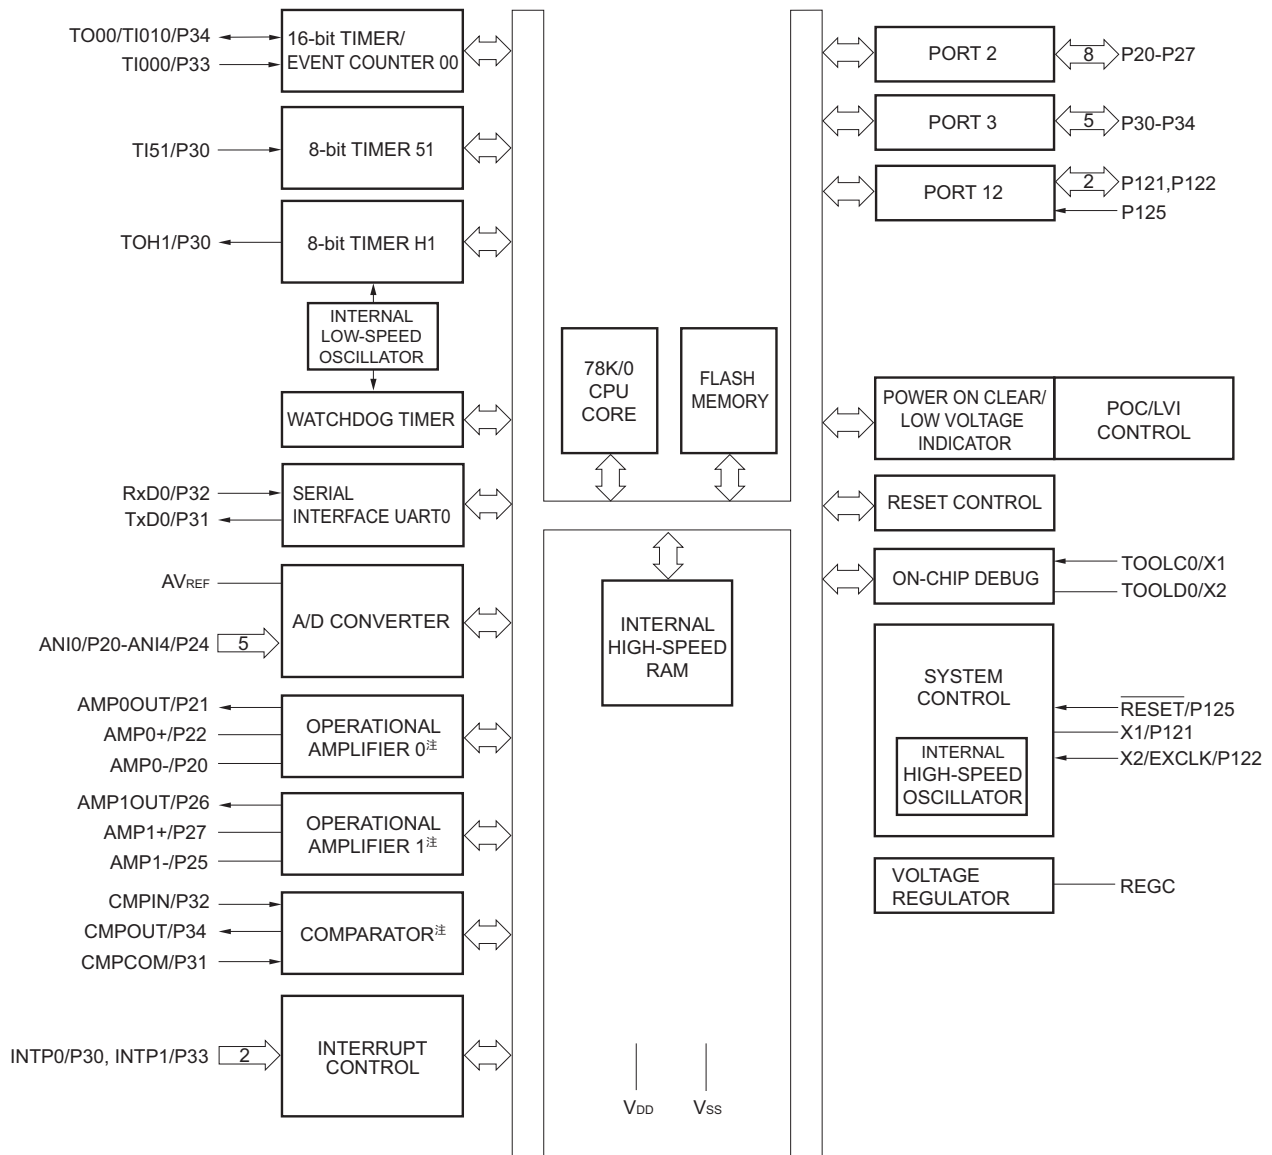 TO00/TI010/P34
TI000/P33
16-bit TIMER/
EVENT COUNTER 00
TI51/P30
8-bit TIMER 51
TOH1/P30
8-bit TIMER H1
INTERNAL
LOW-SPEED
OSCILLATOR
WATCHDOG TIMER
RxD0/P32
TxD0/P31
SERIAL
INTERFACE UART0
AVREF
ANI0/P20-ANI4/P24
5
A/D CONVERTER
AMP0OUT/P21
AMP0+/P22
AMP0-/P20
OPERATIONAL
AMPLIFIER 0注
AMP1OUT/P26
AMP1+/P27
AMP1-/P25
OPERATIONAL
AMPLIFIER 1注
CMPIN/P32
CMPOUT/P34
CMPCOM/P31
COMPARATOR注
INTP0/P30, INTP1/P33
2
INTERRUPT
CONTROL
78K/0
CPU
CORE
FLASH
MEMORY
INTERNAL
HIGH-SPEED
RAM
VDD
VSS
PORT 2
8
P20-P27
PORT 3
5
P30-P34
PORT 12
2
P121,P122
P125
POWER ON CLEAR/
LOW VOLTAGE
INDICATOR
POC/LVI
CONTROL
RESET CONTROL
ON-CHIP DEBUG
TOOLC0/X1
TOOLD0/X2
SYSTEM
CONTROL
INTERNAL
HIGH-SPEED
OSCILLATOR
RESET/P125
X1/P121
X2/EXCLK/P122
VOLTAGE
REGULATOR
REGC